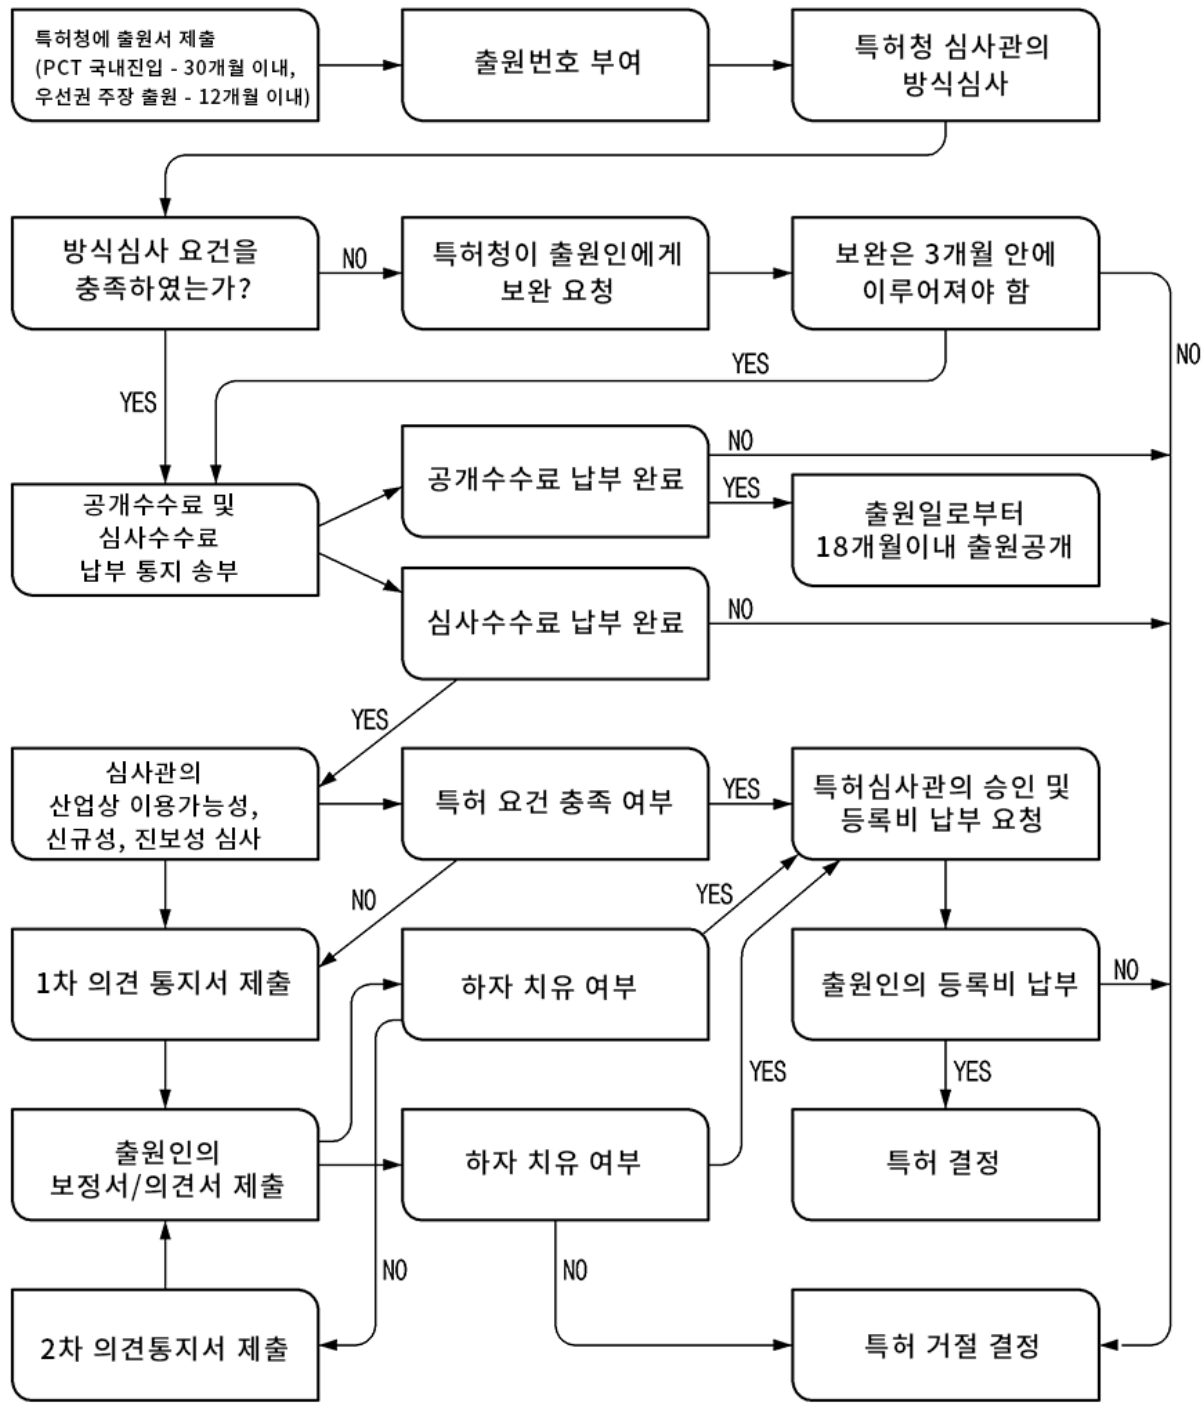 특허청에 출원서 제출
(PCT 국내진입 - 30개월 이내,
우선권 주장 출원 - 12개월 이내)
출원번호 부여
특허청 심사관의
방식심사
방식심사 요건을
충족하였는가?
NO
특허청이 출원인에게
보완 요청
보완은 3개월 안에
이루어져야 함
NO
YES
YES
공개수수료 및
심사수수료
납부 통지 송부
공개수수료 납부 완료
NO
YES
출원일로부터
18개월이내 출원공개
심사수수료 납부 완료
NO
YES
심사관의
산업상 이용가능성,
신규성, 진보성 심사
특허 요건 충족 여부
YES
특허심사관의 승인 및
등록비 납부 요청
NO
YES
1차 의견 통지서 제출
하자 치유 여부
출원인의 등록비 납부
NO
YES
YES
출원인의
보정서/의견서 제출
하자 치유 여부
특허 결정
NO
NO
2차 의견통지서 제출
특허 거절 결정